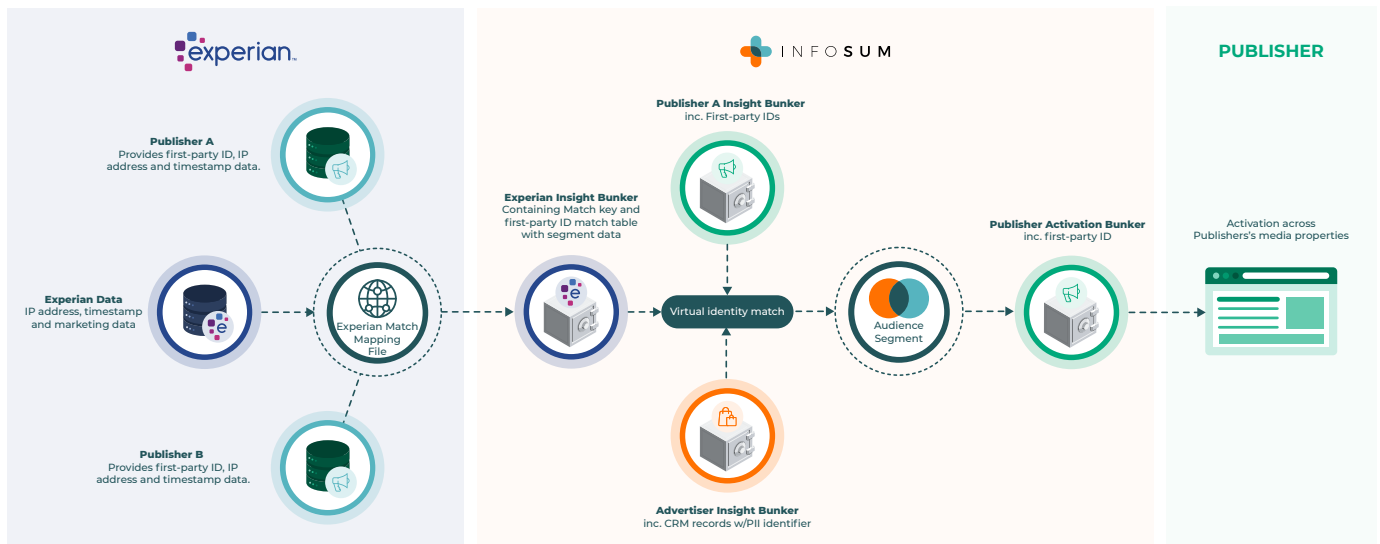 experian™
Publisher A
Provides first-party ID, IP
address and timestamp data.
Experian Data
IP address, timestamp
and marketing data
e
Experian Match
Mapping
File
Publisher B
Provides first-party ID, IP
address and timestamp data.
INFOSUM
Publisher A Insight Bunker
inc. First-party IDs
Experian Insight Bunker
Containing Match key and
first-party ID match table
with segment data
e
Virtual identity match
Advertiser Insight Bunker
inc. CRM records w/PII identifier
Audience
Segment
Publisher Activation Bunker
inc. first-party ID
PUBLISHER
Activation across
Publishers's media properties